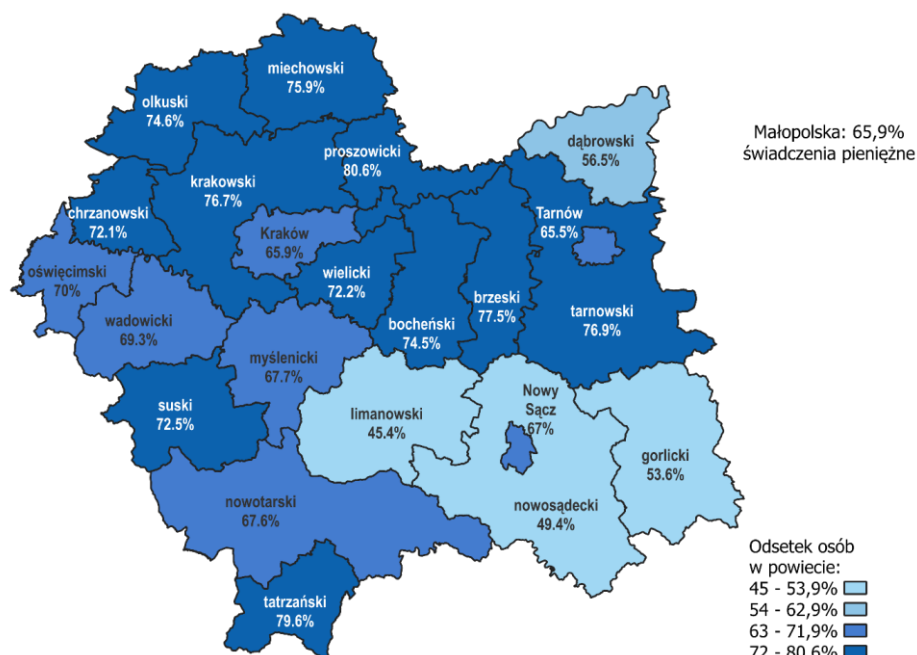 miechowski
75.9%
olkuski
74.6%
proszowicki
80.6%
dąbrowski
56.5%
Małopolska: 65,9%
świadczenia pieniężne
krakowski
76.7%
chrzanowski
72.1%
Kraków
65.9%
Tarnów
65.5%
oświęcimski
70%
wielicki
72.2%
wadowicki
69.3%
bocheński
74.5%
brzeski
77.5%
tarnowski
76.9%
myślenicki
67.7%
suski
72.5%
limanowski
45.4%
Nowy
Sącz
67%
gorlicki
53.6%
nowotarski
67.6%
nowosądecki
49.4%
tatrzański
79.6%
Odsetek osób
w powiecie:
45 - 53,9%
54 - 62,9%
63 - 71,9%
72 - 80,6%